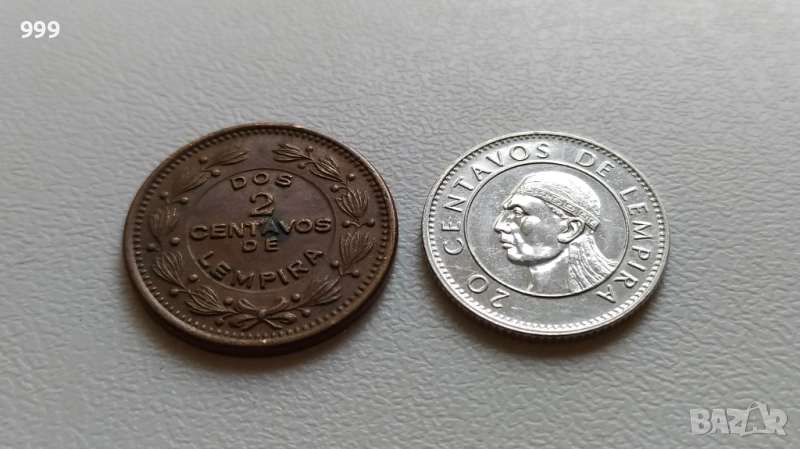 999
DOS
2
CENTAVOS
DE
LEMPIRA
20 CENTAVOS DE LEMPIRA
BAZAR